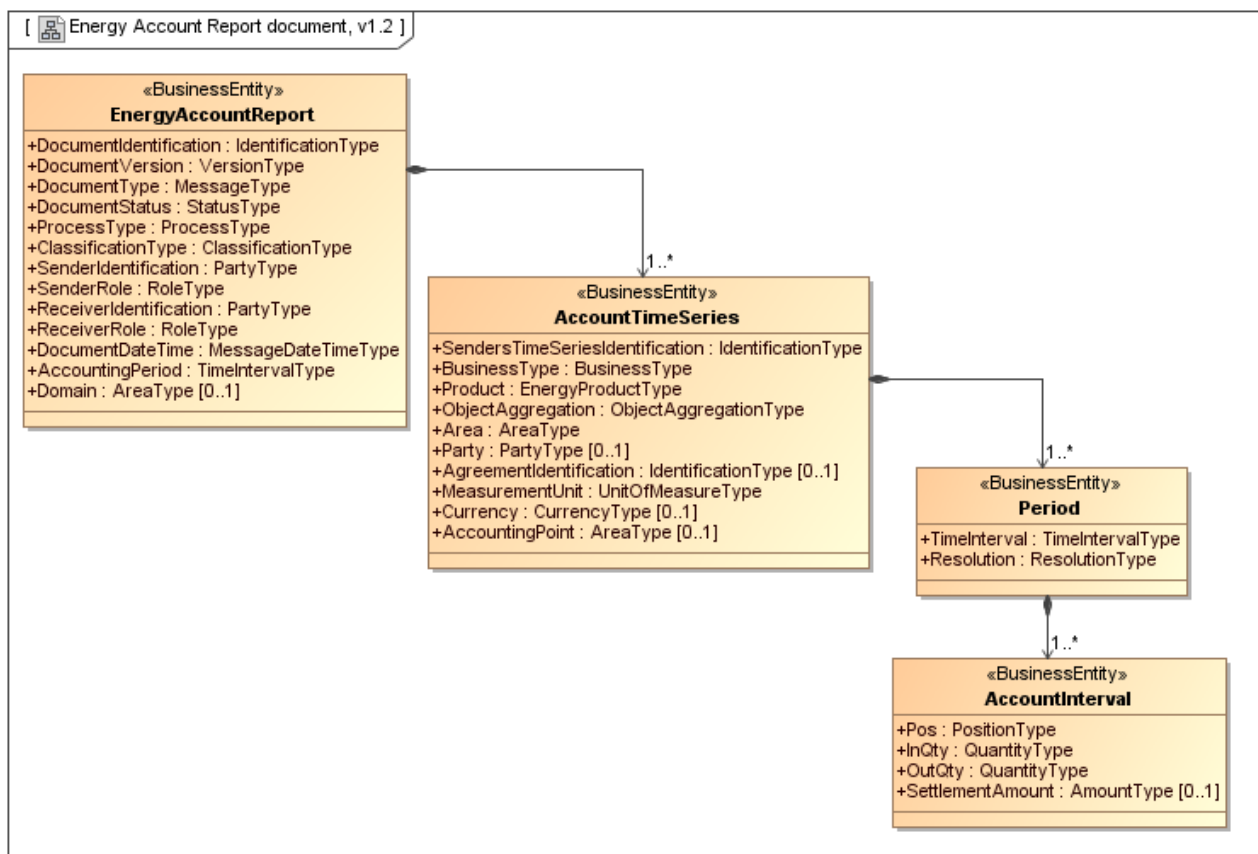 [ Energy Account Report document, v1.2 ]
«BusinessEntity»
EnergyAccountReport
+DocumentIdentification : IdentificationType
+DocumentVersion : VersionType
+DocumentType : MessageType
+DocumentStatus : StatusType
+ProcessType : ProcessType
+ClassificationType : ClassificationType
+SenderIdentification : PartyType
+SenderRole : RoleType
+ReceiverIdentification : PartyType
+ReceiverRole : RoleType
+DocumentDateTime : MessageDateTimeType
+AccountingPeriod : TimeIntervalType
+Domain : AreaType [0..1]
1..*
«BusinessEntity»
AccountTimeSeries
+SendersTimeSeriesIdentification : IdentificationType
+BusinessType : BusinessType
+Product : EnergyProductType
+ObjectAggregation : ObjectAggregationType
+Area : AreaType
+Party : PartyType [0..1]
+AgreementIdentification : IdentificationType [0..1]
+MeasurementUnit : UnitOfMeasureType
+Currency : CurrencyType [0..1]
+AccountingPoint : AreaType [0..1]
1..*
«BusinessEntity»
Period
+TimeInterval : TimeIntervalType
+Resolution : ResolutionType
1..*
«BusinessEntity»
AccountInterval
+Pos : PositionType
+InQty : QuantityType
+OutQty : QuantityType
+SettlementAmount : AmountType [0..1]